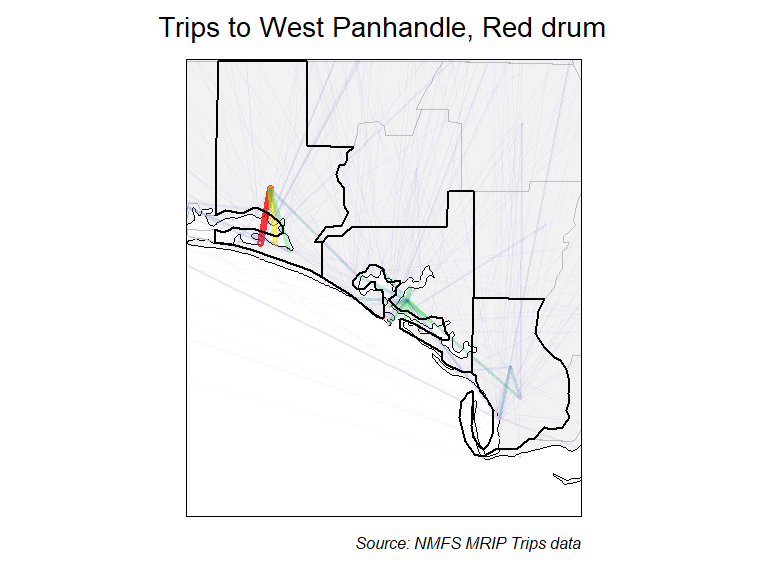 Trips to West Panhandle, Red drum
Source: NMFS MRIP Trips data